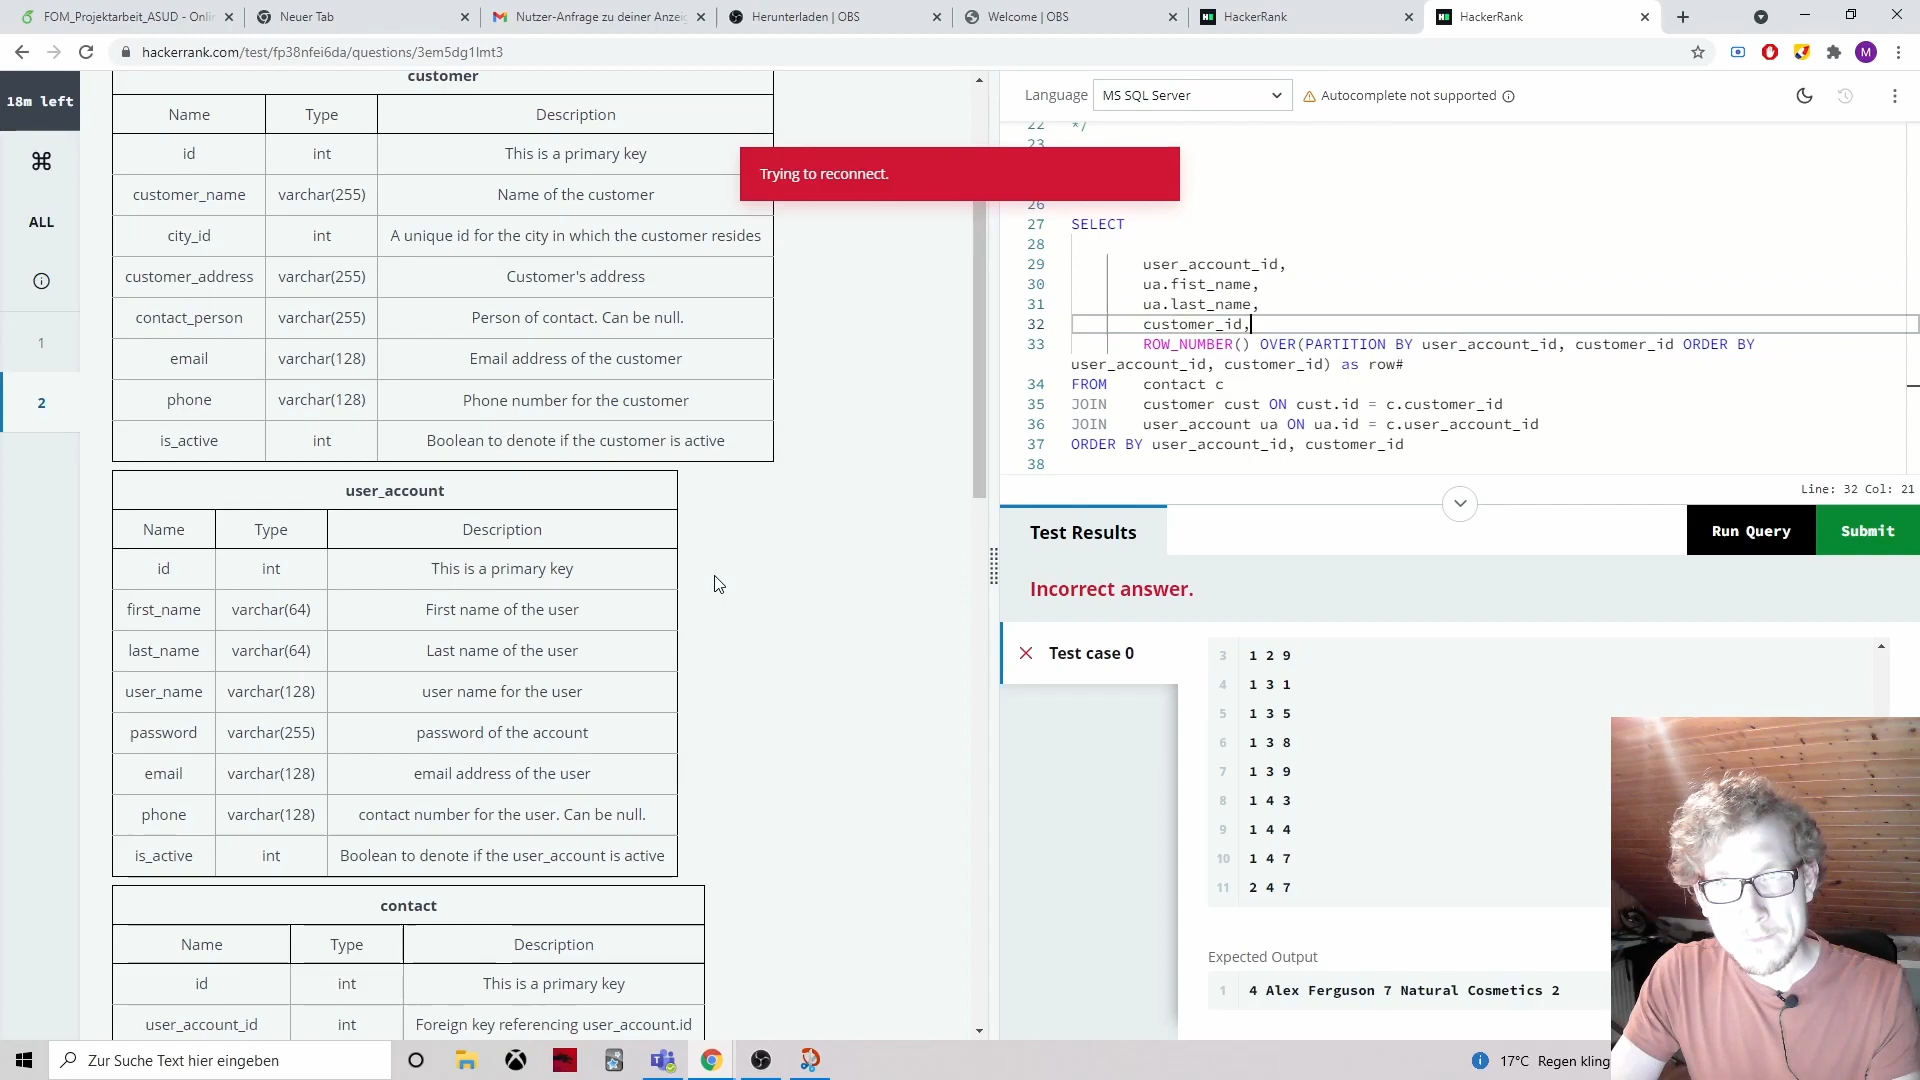 FOM_Projektarbeit_ASUD - Onli
Neuer Tab
Nutzer-Anfrage zu deiner Anzeig
Herunterladen | OBS
Welcome | OBS
HackerRank
HackerRank
hackerrank.com/test/fp38nfei6da/questions/3em5dg1lmt3
M
18m left
ALL
1
2
customer
Name Type Description
id int This is a primary key
customer_name varchar(255) Name of the customer
city_id int A unique id for the city in which the customer resides
customer_address varchar(255) Customer's address
contact_person varchar(255) Person of contact. Can be null.
email varchar(128) Email address of the customer
phone varchar(128) Phone number for the customer
is_active int Boolean to denote if the customer is active
user_account
Name Type Description
id int This is a primary key
first_name varchar(64) First name of the user
last_name varchar(64) Last name of the user
user_name varchar(128) user name for the user
password varchar(255) password of the account
email varchar(128) email address of the user
phone varchar(128) contact number for the user. Can be null.
is_active int Boolean to denote if the user_account is active
contact
Name Type Description
id int This is a primary key
user_account_id int Foreign key referencing user_account.id
Trying to reconnect.
Language MS SQL Server Autocomplete not supported
22 */
23
26
27 SELECT
28
29 user_account_id,
30 ua.fist_name,
31 ua.last_name,
32 customer_id,
33 ROW_NUMBER() OVER(PARTITION BY user_account_id, customer_id ORDER BY
user_account_id, customer_id) as row#
34 FROM contact c
35 JOIN customer cust ON cust.id = c.customer_id
36 JOIN user_account ua ON ua.id = c.user_account_id
37 ORDER BY user_account_id, customer_id
38
Line: 32 Col: 21
Test Results
Run Query
Submit
Incorrect answer.
Test case 0
3 1 2 9
4 1 3 1
5 1 3 5
6 1 3 8
7 1 3 9
8 1 4 3
9 1 4 4
10 1 4 7
11 2 4 7
Expected Output
1 4 Alex Ferguson 7 Natural Cosmetics 2
Zur Suche Text hier eingeben
17°C Regen kling